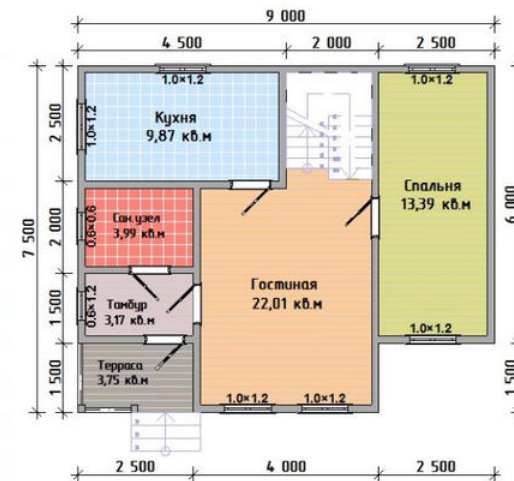 9 000
4 500
2 000
2 500
1.0×1.2
1.0×1.2
2 500
1.0×1.2
Кухня
9,87 кв.м
Спальня
13,39 кв.м
6 000
7 500
2 000
0.6×0.6
Сан.узел
3,99 кв.м
Гостиная
22,01 кв.м
1 500
0.6×1.2
Тамбур
3,17 кв.м
1.0×1.2
1 500
Терраса
3,75 кв.м
1.0×1.2
1.0×1.2
1 500
2 500
4 000
2 500